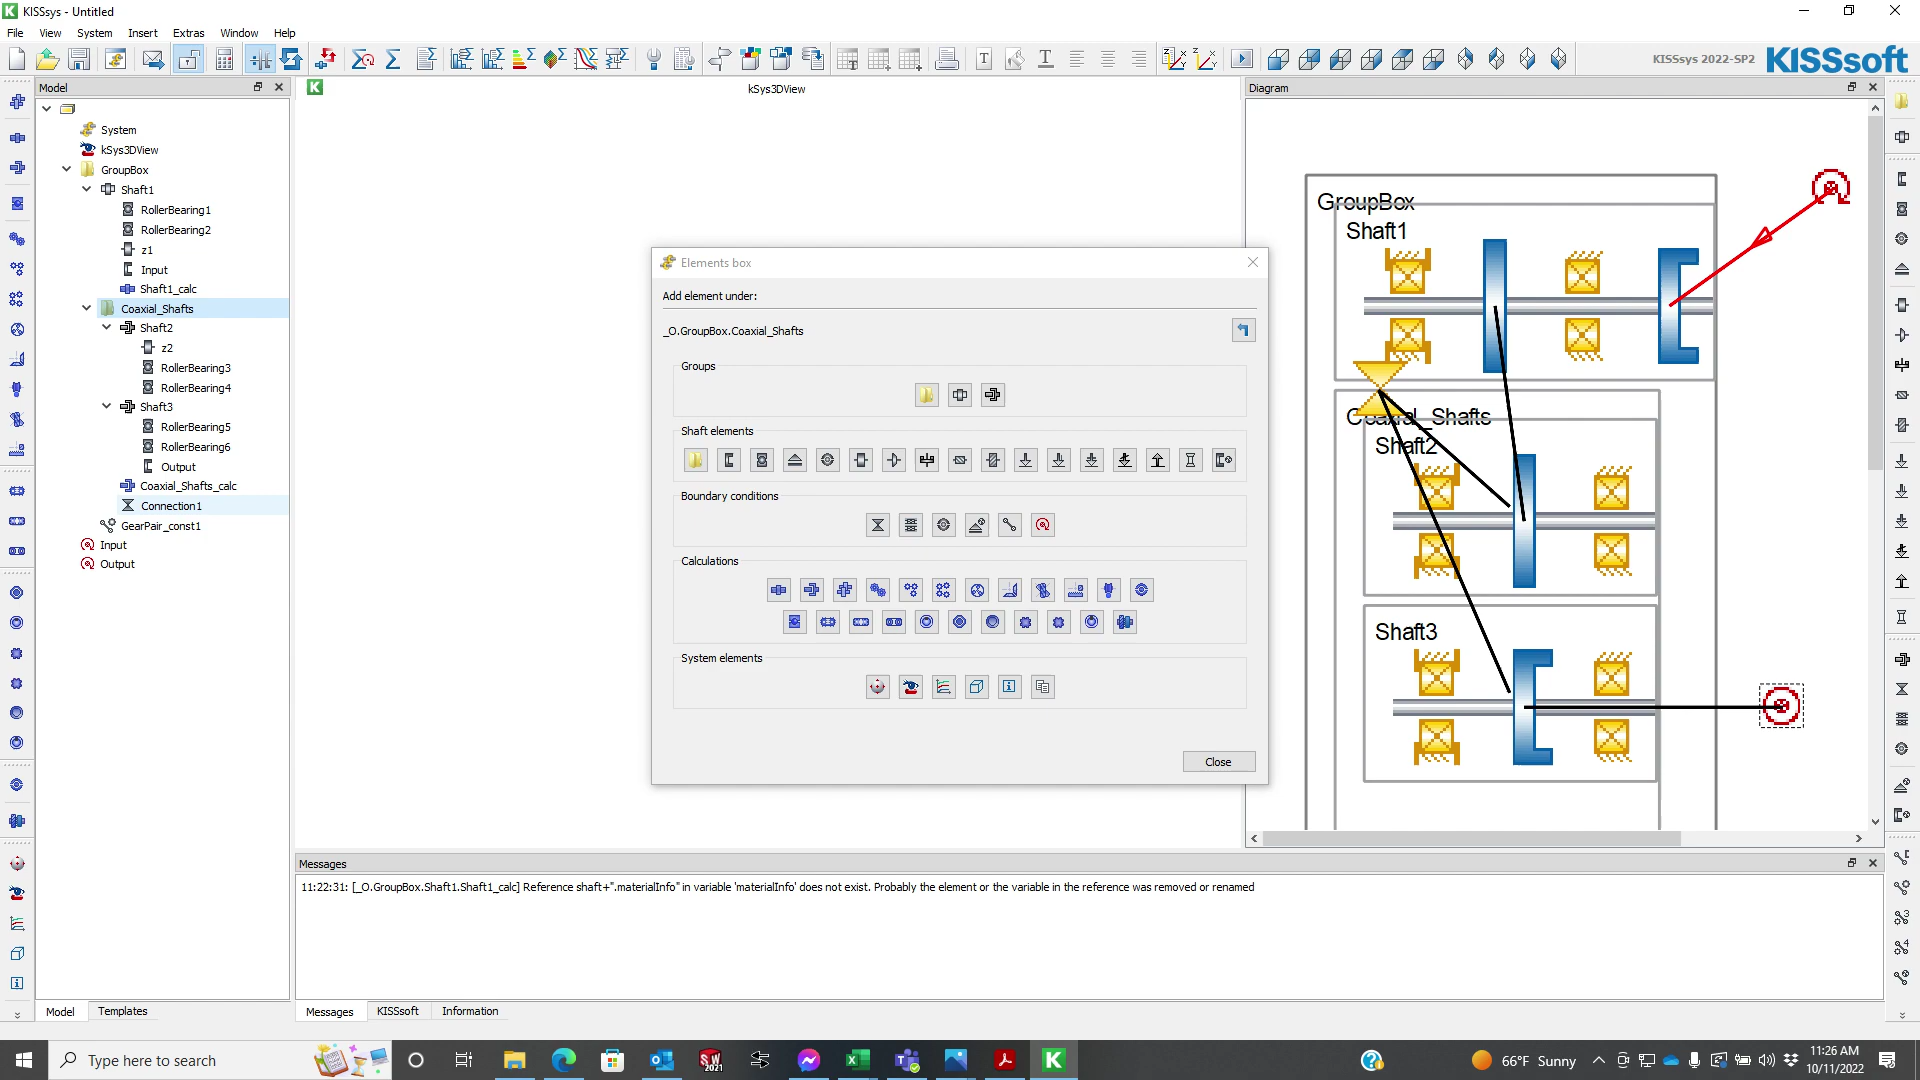 KISSsys - Untitled
File View System Insert Extras Window Help
KISSsys 2022-SP2 KISSsoft
Model
kSys3DView
Diagram
System
kSys3DView
GroupBox
Shaft1
RollerBearing1
RollerBearing2
z1
Input
Shaft1_calc
Coaxial_Shafts
Shaft2
z2
RollerBearing3
RollerBearing4
Shaft3
RollerBearing5
RollerBearing6
Output
Coaxial_Shafts_calc
Connection1
GearPair_const1
Input
Output
Elements box
Add element under:
_O.GroupBox.Coaxial_Shafts
Groups
Shaft elements
Boundary conditions
Calculations
System elements
Close
GroupBox
Shaft1
Coaxial_Shafts
Shaft2
Shaft3
Messages
11:22:31: [_O.GroupBox.Shaft1.Shaft1_calc] Reference shaft+".materialInfo" in variable 'materialInfo' does not exist. Probably the element or the variable in the reference was removed or renamed
Model Templates
Messages KISSsoft Information
Type here to search
66°F Sunny
11:26 AM
10/11/2022